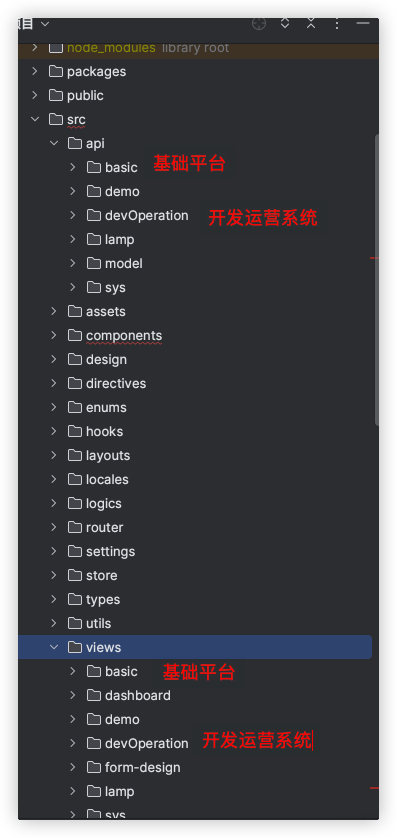 项目
node_modules library root
packages
public
src
api
basic 基础平台
demo
devOperation 开发运营系统
lamp
model
sys
assets
components
design
directives
enums
hooks
layouts
locales
logics
router
settings
store
types
utils
views
basic 基础平台
dashboard
demo
devOperation 开发运营系统
form-design
lamp
sys